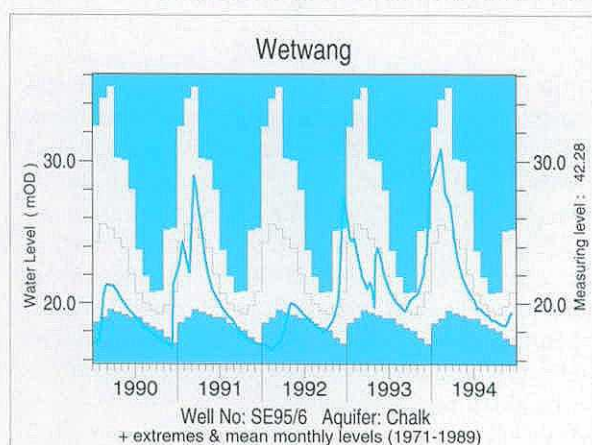 Wetwang
Water Level ( mOD )
30.0
20.0
30.0
20.0
Measuring level : 42.28
1990 1991 1992 1993 1994
Well No: SE95/6 Aquifer: Chalk
+ extremes & mean monthly levels (1971-1989)